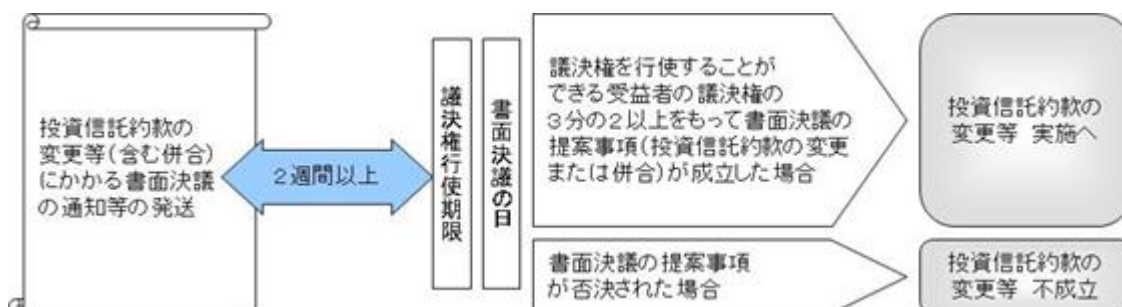 投資信託約款の
変更等(含む併合)
にかかる書面決議
の通知等の発送
2週間以上
議決権行使期限
書面決議の日
議決権を行使することが
できる受益者の議決権の
3分の2以上をもって書面決議の
提案事項(投資信託約款の変更
または併合)が成立した場合
投資信託約款の
変更等 実施へ
書面決議の提案事項
が否決された場合
投資信託約款の
変更等 不成立